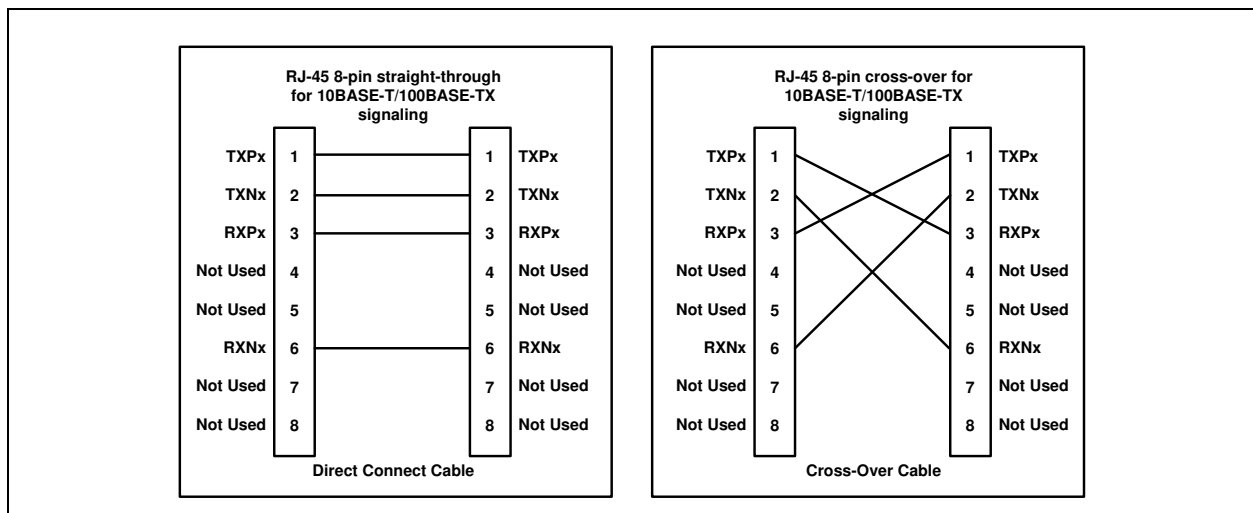 RJ-45 8-pin straight-through
for 10BASE-T/100BASE-TX
signaling
TXPx 1 1 TXPx
TXNx 2 2 TXNx
RXPx 3 3 RXPx
Not Used 4 4 Not Used
Not Used 5 5 Not Used
RXNx 6 6 RXNx
Not Used 7 7 Not Used
Not Used 8 8 Not Used
Direct Connect Cable
RJ-45 8-pin cross-over for
10BASE-T/100BASE-TX
signaling
TXPx 1 1 TXPx
TXNx 2 2 TXNx
RXPx 3 3 RXPx
Not Used 4 4 Not Used
Not Used 5 5 Not Used
RXNx 6 6 RXNx
Not Used 7 7 Not Used
Not Used 8 8 Not Used
Cross-Over Cable